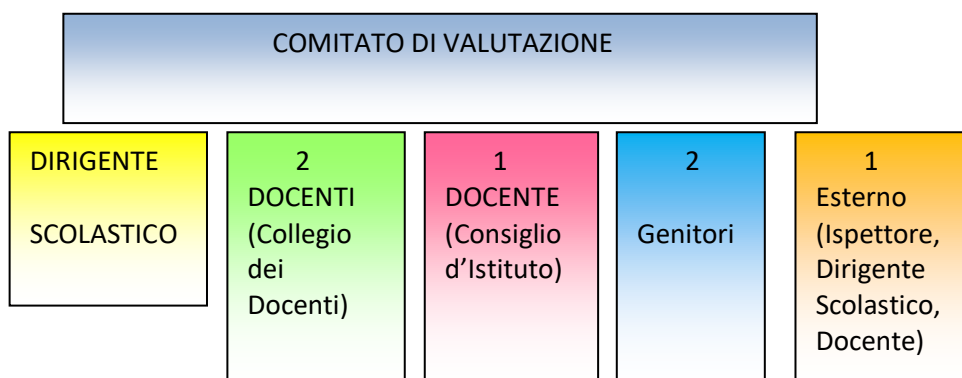 COMITATO DI VALUTAZIONE
DIRIGENTE
SCOLASTICO
2
DOCENTI
(Collegio
dei
Docenti)
1
DOCENTE
(Consiglio
d’Istituto)
2
Genitori
1
Esterno
(Ispettore,
Dirigente
Scolastico,
Docente)